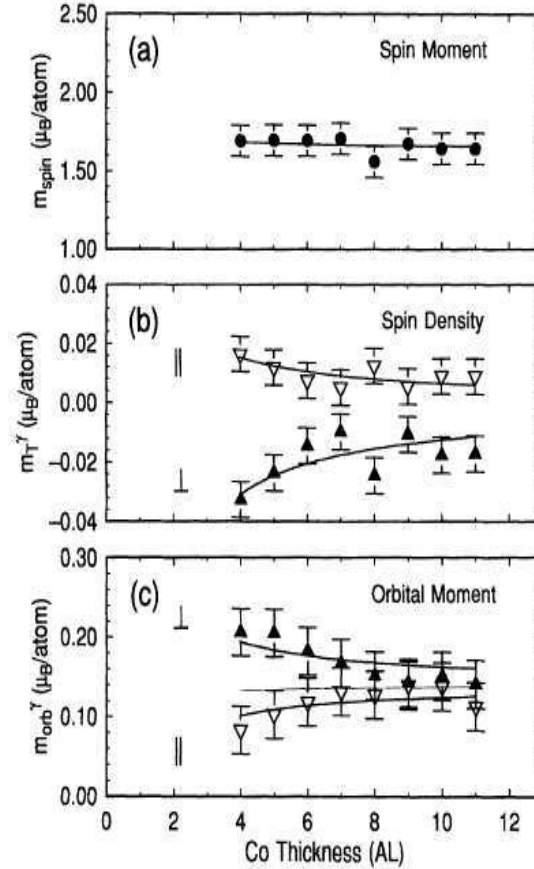 2.50
(a)
Spin Moment
2.00
1.50
1.00
m_spin (μ_B/atom)
0.04
(b)
Spin Density
0.02
||
0.00
−0.02
⊥
−0.04
m_T^γ (μ_B/atom)
0.30
(c)
Orbital Moment
⊥
0.20
0.10
||
0.00
m_orb^γ (μ_B/atom)
0 2 4 6 8 10 12
Co Thickness (AL)